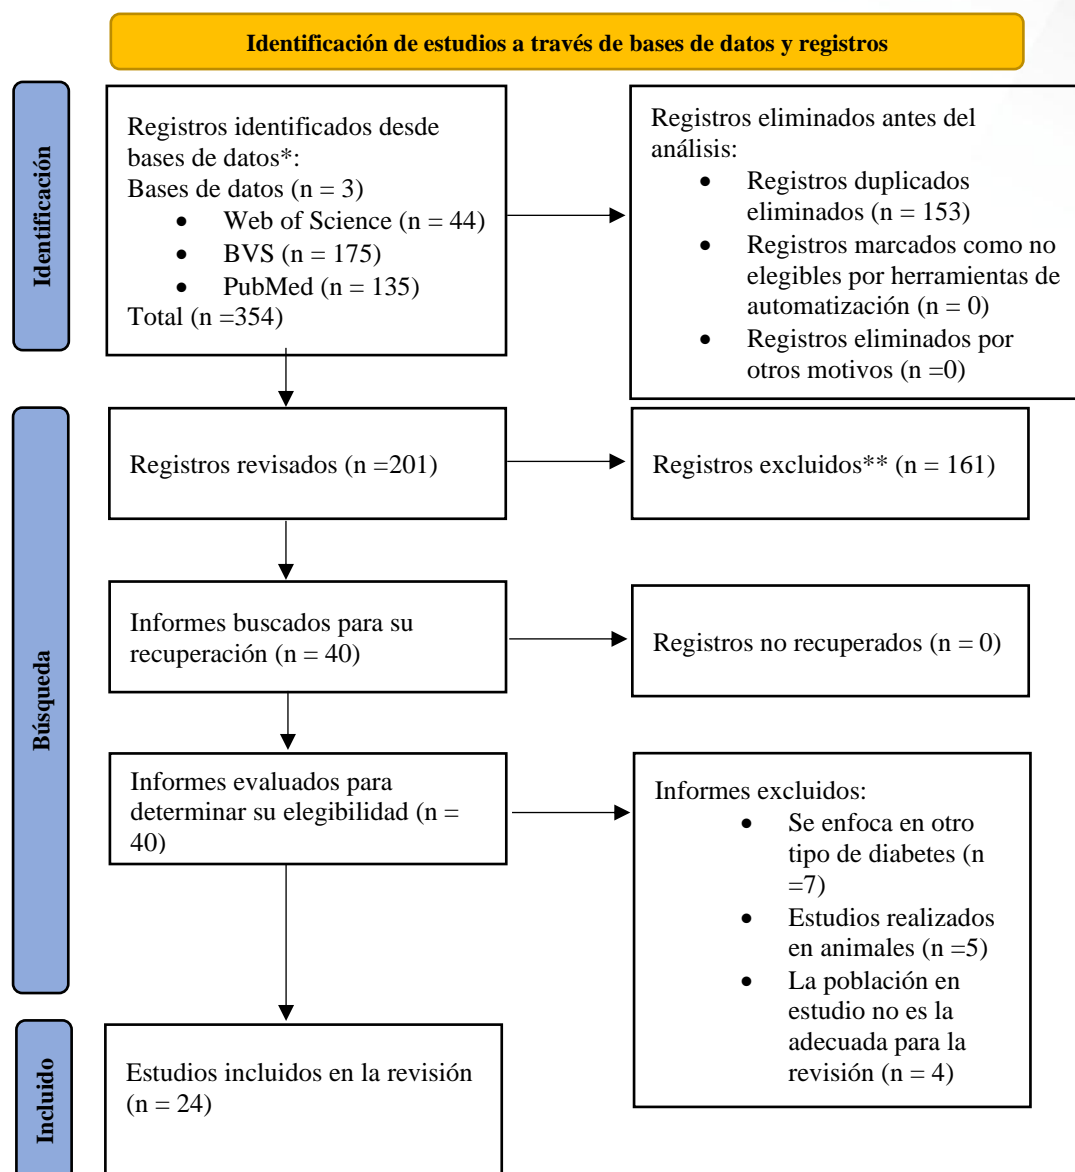 Identificación de estudios a través de bases de datos y registros
Identificación
Registros identificados desde
bases de datos*:
Bases de datos (n = 3)
• Web of Science (n = 44)
• BVS (n = 175)
• PubMed (n = 135)
Total (n =354)
Registros eliminados antes del
análisis:
• Registros duplicados
eliminados (n = 153)
• Registros marcados como no
elegibles por herramientas de
automatización (n = 0)
• Registros eliminados por
otros motivos (n =0)
Búsqueda
Registros revisados (n =201)
Registros excluidos** (n = 161)
Informes buscados para su
recuperación (n = 40)
Registros no recuperados (n = 0)
Informes evaluados para
determinar su elegibilidad (n =
40)
Informes excluidos:
• Se enfoca en otro
tipo de diabetes (n
=7)
• Estudios realizados
en animales (n =5)
• La población en
estudio no es la
adecuada para la
revisión (n = 4)
Incluido
Estudios incluidos en la revisión
(n = 24)